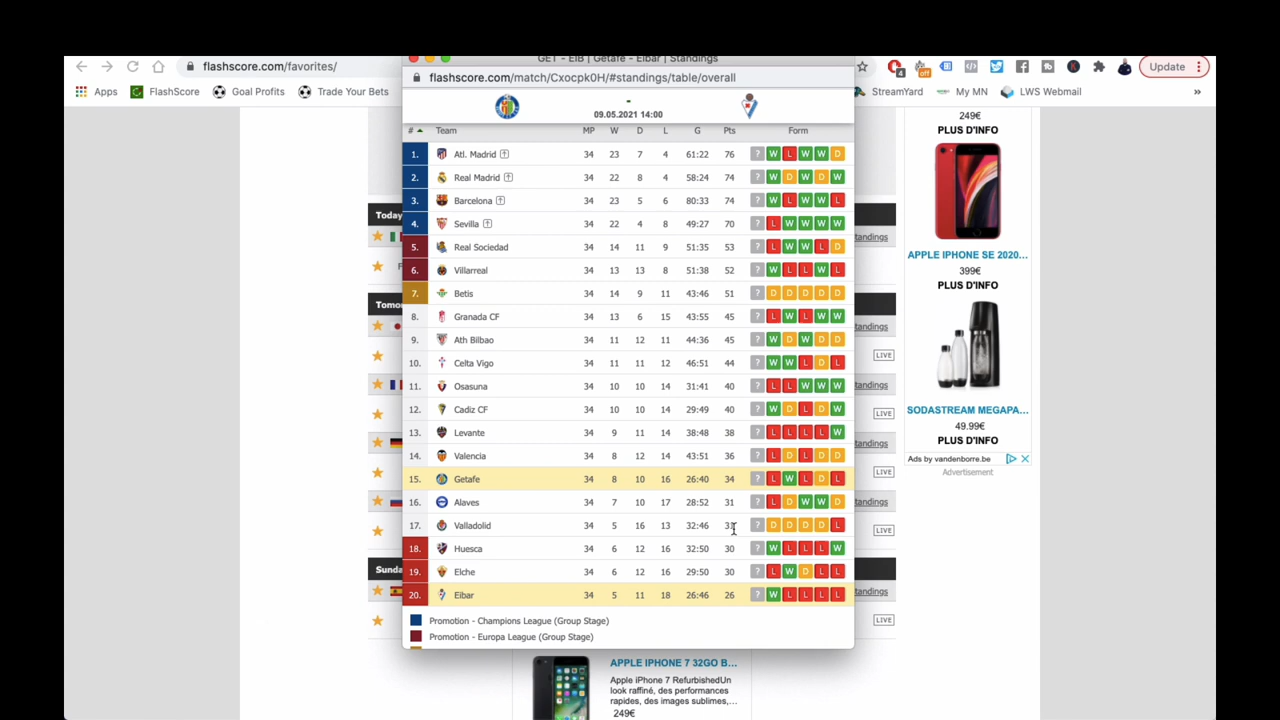 GET - EIB | Getafe - Eibar | Standings
flashscore.com/favorites/
flashscore.com/match/Cxocpk0H/#standings/table/overall
4
off
Update
Apps
FlashScore
Goal Profits
Trade Your Bets
StreamYard
My MN
LWS Webmail
»
-
09.05.2021 14:00
# Team MP W D L G Pts Form
1. Atl. Madrid 34 23 7 4 61:22 76 ? W L W W D
2. Real Madrid 34 22 8 4 58:24 74 ? W D W D W
3. Barcelona 34 23 5 6 80:33 74 ? W L W W L
4. Sevilla 34 22 4 8 49:27 70 ? L W W W W
5. Real Sociedad 34 14 11 9 51:35 53 ? L W W L D
6. Villarreal 34 13 13 8 51:38 52 ? W L L W L
7. Betis 34 14 9 11 43:46 51 ? D D D D D
8. Granada CF 34 13 6 15 43:55 45 ? L W L W L
9. Ath Bilbao 34 11 12 11 44:36 45 ? W D W D D
10. Celta Vigo 34 11 11 12 46:51 44 ? W W L D L
11. Osasuna 34 10 10 14 31:41 40 ? L L W W W
12. Cadiz CF 34 10 10 14 29:49 40 ? W D L D W
13. Levante 34 9 11 14 38:48 38 ? L L L L W
14. Valencia 34 8 12 14 43:51 36 ? L D L D L
15. Getafe 34 8 10 16 26:40 34 ? L W L D L
16. Alaves 34 7 10 17 28:52 31 ? L D W W D
17. Valladolid 34 5 16 13 32:46 31 ? D D D D L
18. Huesca 34 6 12 16 32:50 30 ? W L L L W
19. Elche 34 6 12 16 29:50 30 ? L W D L L
20. Eibar 34 5 11 18 26:46 26 ? W L L L L
Promotion - Champions League (Group Stage)
Promotion - Europa League (Group Stage)
Today
Tomo
Sunda
andings
andings
LIVE
andings
LIVE
andings
LIVE
andings
LIVE
andings
LIVE
249€
PLUS D'INFO
APPLE IPHONE SE 2020...
399€
PLUS D'INFO
SODASTREAM MEGAPA...
49.99€
PLUS D'INFO
Ads by vandenborre.be
Advertisement
APPLE IPHONE 7 32GO B...
Apple iPhone 7 RefurbishedUn
look raffiné, des performances
rapides, des images sublimes,...
249€